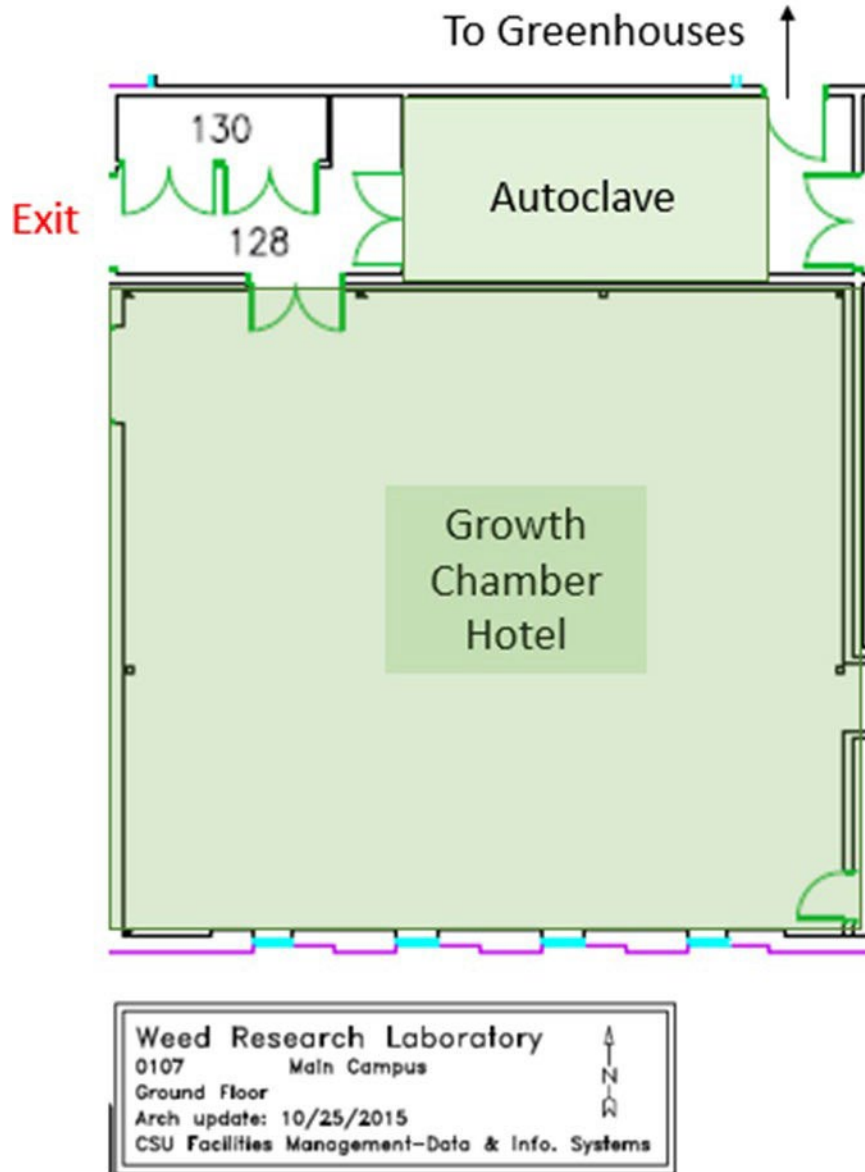 To Greenhouses
130
Autoclave
Exit
128
Growth
Chamber
Hotel
Weed Research Laboratory
0107 Main Campus
Ground Floor
Arch update: 10/25/2015
CSU Facilities Management-Data & Info. Systems
N